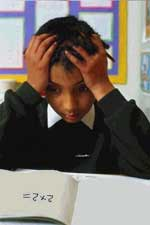 2x2 =